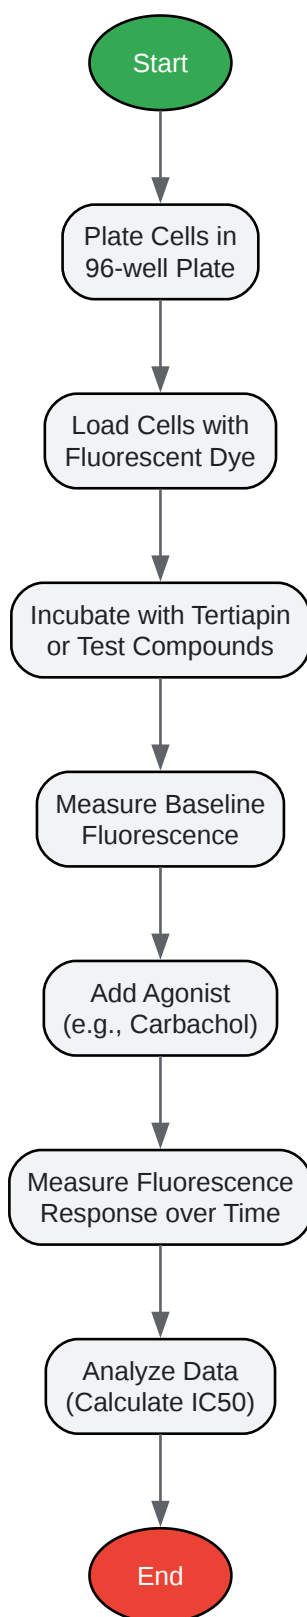 Start
Plate Cells in
96-well Plate
Load Cells with
Fluorescent Dye
Incubate with Tertiapin
or Test Compounds
Measure Baseline
Fluorescence
Add Agonist
(e.g., Carbachol)
Measure Fluorescence
Response over Time
Analyze Data
(Calculate IC50)
End